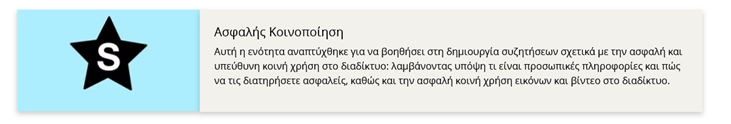 S
Ασφαλής Κοινοποίηση
Αυτή η ενότητα αναπτύχθηκε για να βοηθήσει στη δημιουργία συζητήσεων σχετικά με την ασφαλή και
υπεύθυνη κοινή χρήση στο διαδίκτυο: λαμβάνοντας υπόψη τι είναι προσωπικές πληροφορίες και πώς
να τις διατηρήσετε ασφαλείς, καθώς και την ασφαλή κοινή χρήση εικόνων και βίντεο στο διαδίκτυο.